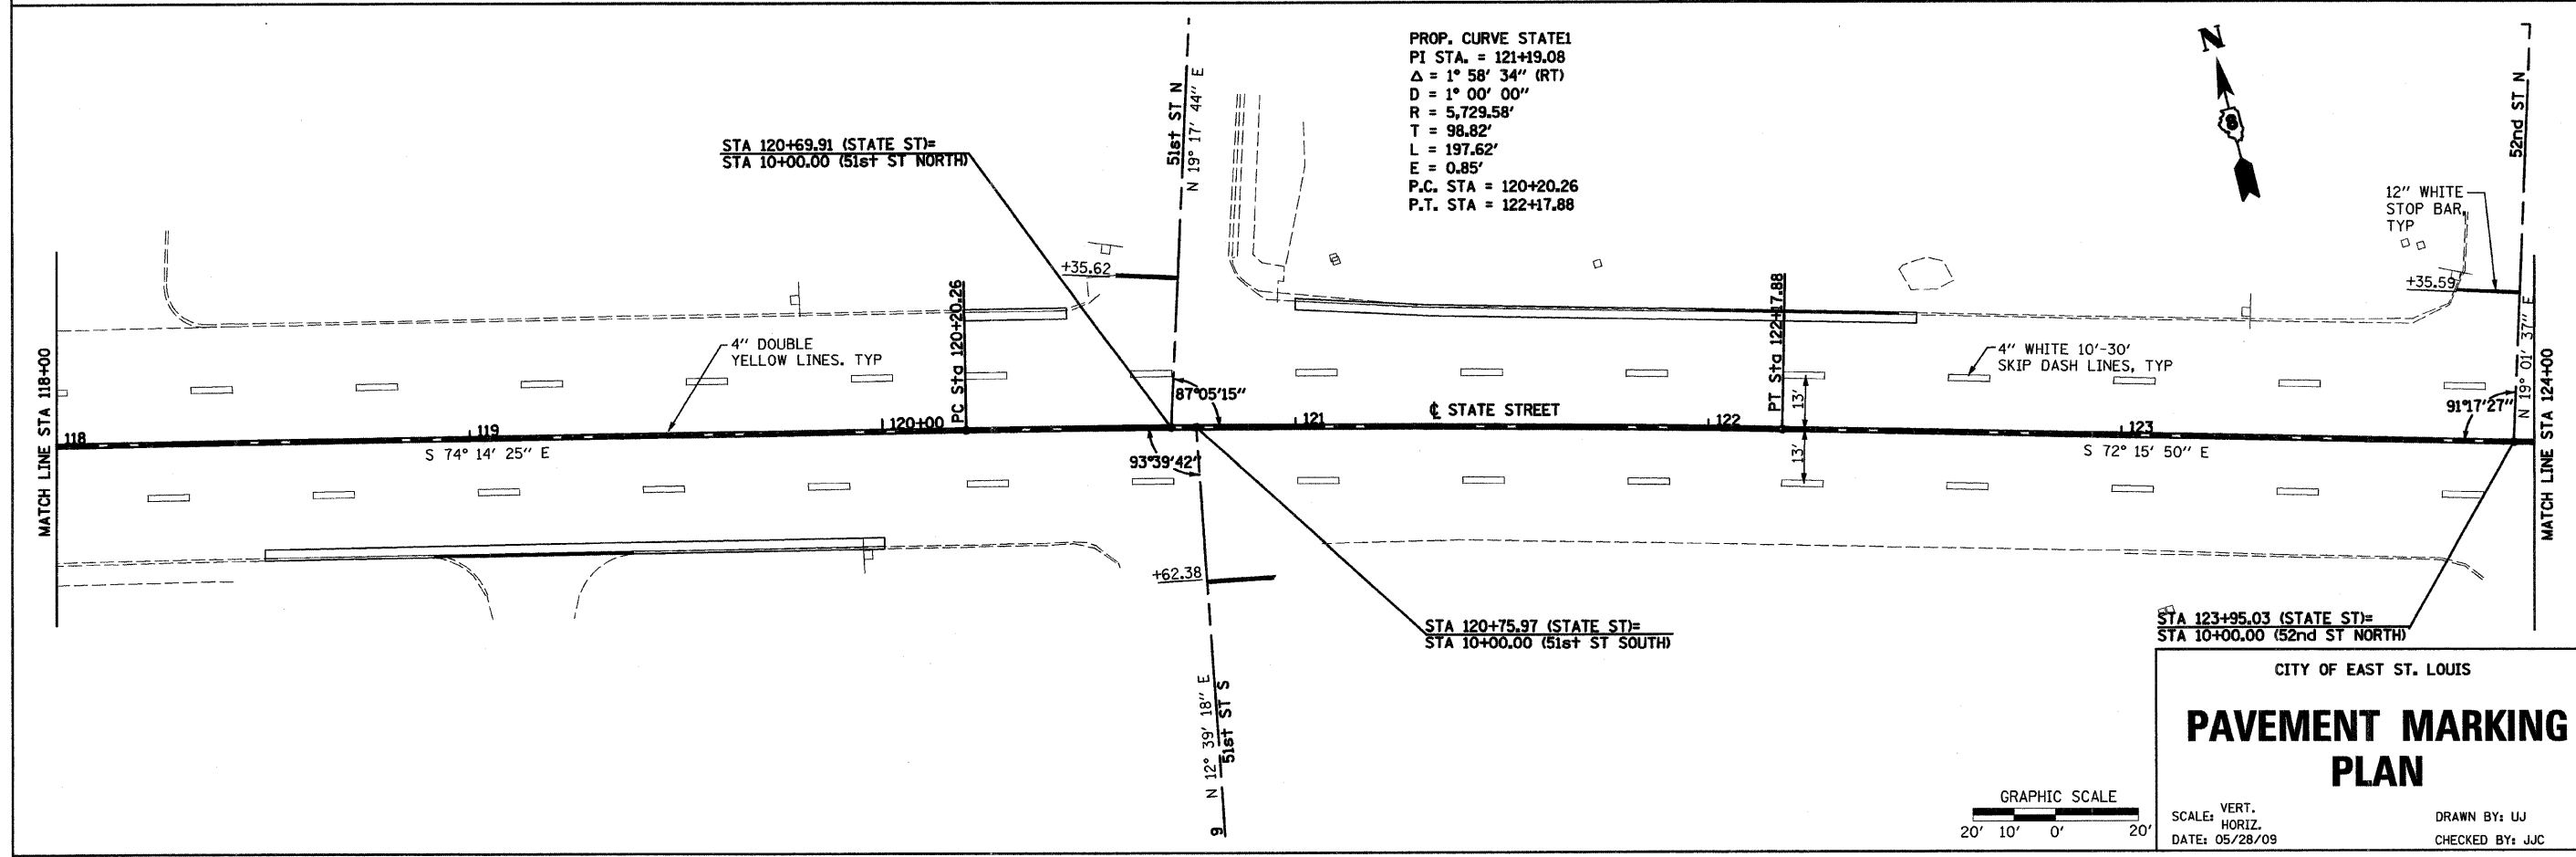 PROP. CURVE STATE1
PI STA. = 121+19.08
Δ = 1° 58' 34" (RT)
D = 1° 00' 00"
R = 5,729.58'
T = 98.82'
L = 197.62'
E = 0.85'
P.C. STA = 120+20.26
P.T. STA = 122+17.88
N
51st ST N
N 19° 17' 44" E
52nd ST N
N 19° 01' 37" E
STA 120+69.91 (STATE ST)=
STA 10+00.00 (51st ST NORTH)
12" WHITE
STOP BAR,
TYP
+35.62
+35.59
MATCH LINE STA 118+00
4" DOUBLE
YELLOW LINES. TYP
PC Sta 120+20.26
PT Sta 122+17.88
4" WHITE 10'-30'
SKIP DASH LINES, TYP
MATCH LINE STA 124+00
87°05'15"
13'
91°17'27"
118
119
120+00
121
℄ STATE STREET
122
123
S 74° 14' 25" E
93°39'42"
13'
S 72° 15' 50" E
+62.38
STA 120+75.97 (STATE ST)=
STA 10+00.00 (51st ST SOUTH)
STA 123+95.03 (STATE ST)=
STA 10+00.00 (52nd ST NORTH)
N 12° 39' 18" E
51st ST S
9
CITY OF EAST ST. LOUIS
PAVEMENT MARKING
PLAN
GRAPHIC SCALE
20' 10' 0' 20'
SCALE: VERT.
HORIZ.
DRAWN BY: UJ
DATE: 05/28/09
CHECKED BY: JJC